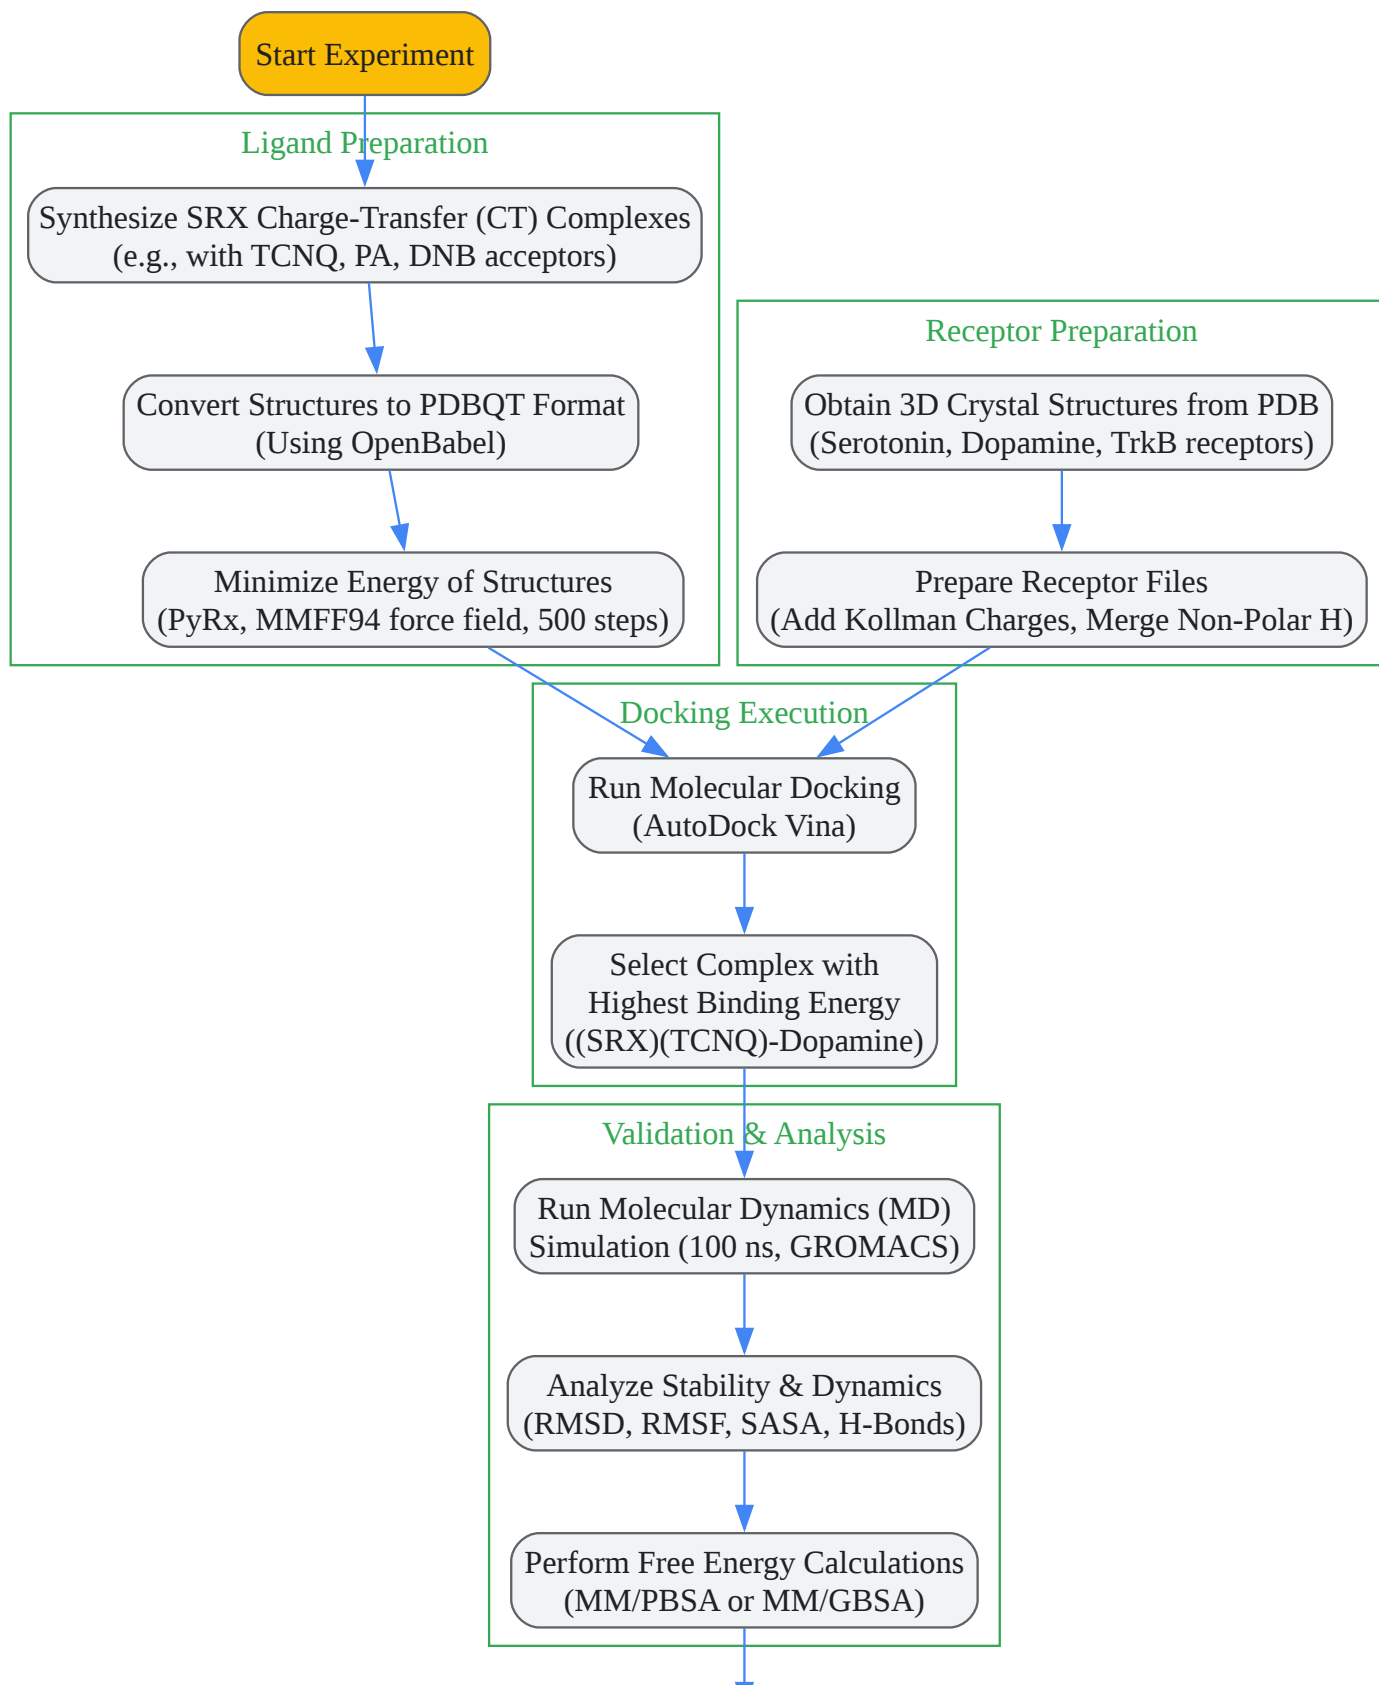 Start Experiment
Ligand Preparation
Synthesize SRX Charge-Transfer (CT) Complexes
(e.g., with TCNQ, PA, DNB acceptors)
Convert Structures to PDBQT Format
(Using OpenBabel)
Minimize Energy of Structures
(PyRx, MMFF94 force field, 500 steps)
Receptor Preparation
Obtain 3D Crystal Structures from PDB
(Serotonin, Dopamine, TrkB receptors)
Prepare Receptor Files
(Add Kollman Charges, Merge Non-Polar H)
Docking Execution
Run Molecular Docking
(AutoDock Vina)
Select Complex with
Highest Binding Energy
((SRX)(TCNQ)-Dopamine)
Validation & Analysis
Run Molecular Dynamics (MD)
Simulation (100 ns, GROMACS)
Analyze Stability & Dynamics
(RMSD, RMSF, SASA, H-Bonds)
Perform Free Energy Calculations
(MM/PBSA or MM/GBSA)